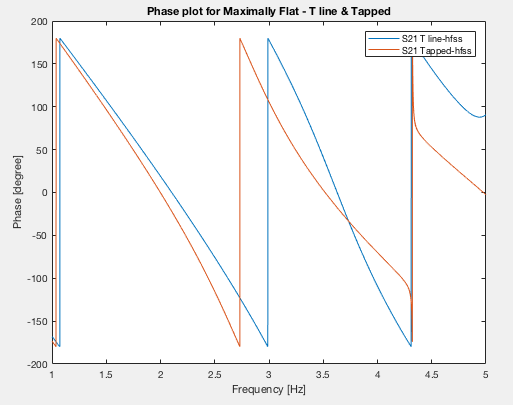 Phase plot for Maximally Flat - T line & Tapped
S21 T line-hfss
S21 Tapped-hfss
200
150
100
50
0
-50
-100
-150
-200
Phase [degree]
1 1.5 2 2.5 3 3.5 4 4.5 5
Frequency [Hz]